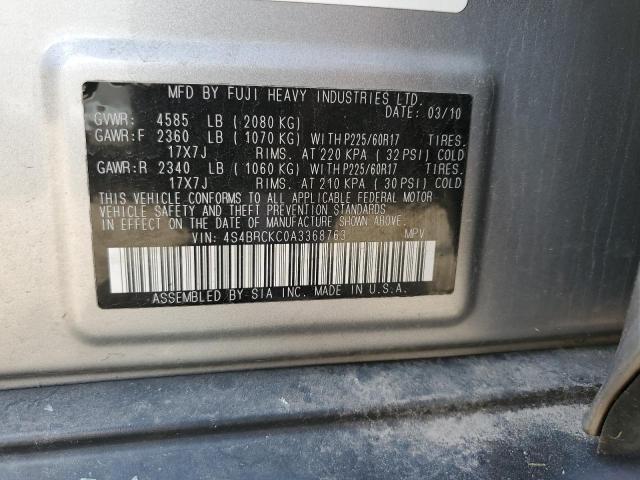 MFD BY FUJI HEAVY INDUSTRIES LTD.
DATE: 03/10
GVWR: 4585 LB (2080 KG)
GAWR:F 2360 LB (1070 KG) WITH P225/60R17 TIRES.
17X7J RIMS. AT 220 KPA (32 PSI) COLD
GAWR:R 2340 LB (1060 KG) WITH P225/60R17 TIRES.
17X7J RIMS. AT 210 KPA (30 PSI) COLD
THIS VEHICLE CONFORMS TO ALL APPLICABLE FEDERAL MOTOR
VEHICLE SAFETY AND THEFT PREVENTION STANDARDS
IN EFFECT ON THE DATE OF MANUFACTURE SHOWN ABOVE.
VIN: 4S4BRCKC0A3368763 MPV
ASSEMBLED BY SIA INC. MADE IN U.S.A.